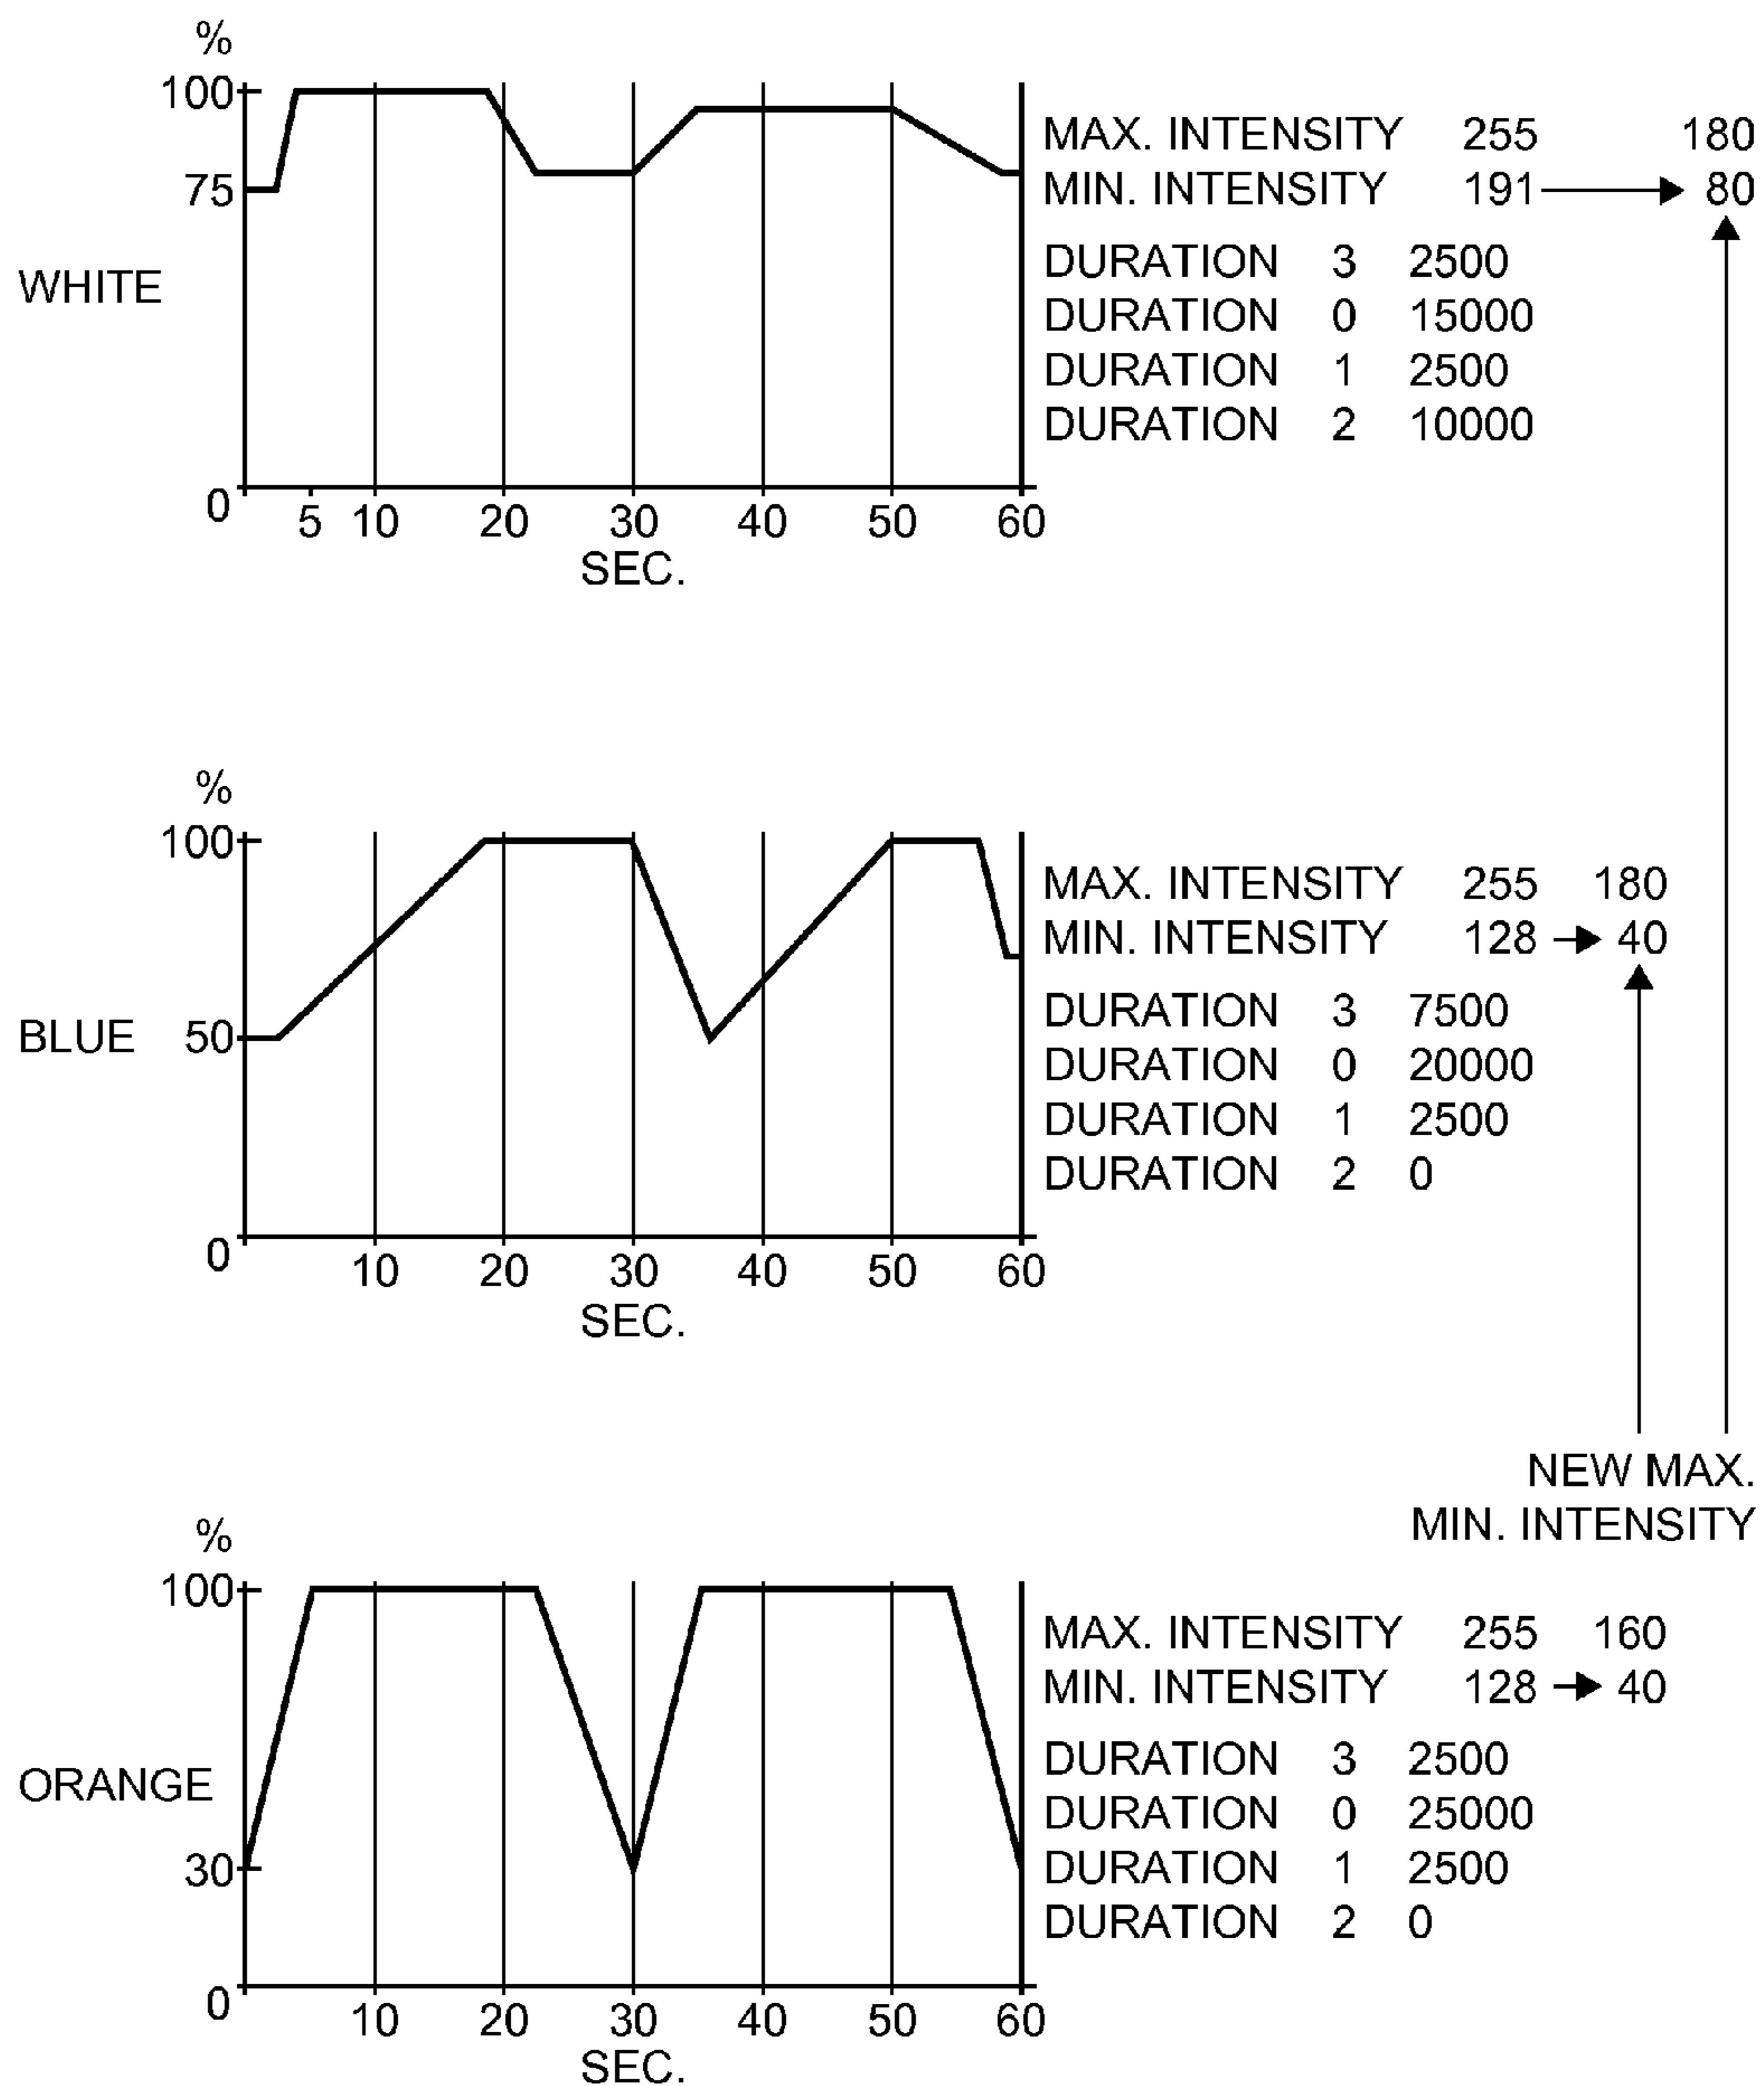 %
100
75
WHITE
0
5 10 20 30 40 50 60
SEC.
MAX. INTENSITY 255 180
MIN. INTENSITY 191 80
DURATION 3 2500
DURATION 0 15000
DURATION 1 2500
DURATION 2 10000
%
100
BLUE 50
0
10 20 30 40 50 60
SEC.
MAX. INTENSITY 255 180
MIN. INTENSITY 128 40
DURATION 3 7500
DURATION 0 20000
DURATION 1 2500
DURATION 2 0
NEW MAX.
MIN. INTENSITY
%
100
ORANGE
30
0
10 20 30 40 50 60
SEC.
MAX. INTENSITY 255 160
MIN. INTENSITY 128 40
DURATION 3 2500
DURATION 0 25000
DURATION 1 2500
DURATION 2 0